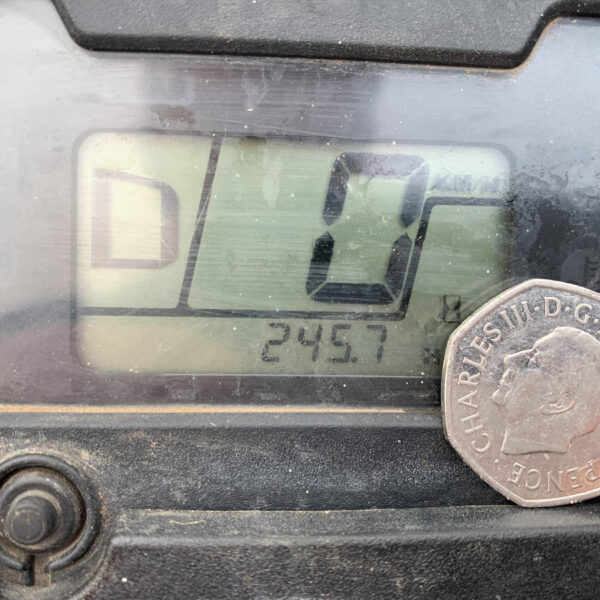 D
0 KM/H
245.7 H
CHARLES III · D · G ·
PENCE